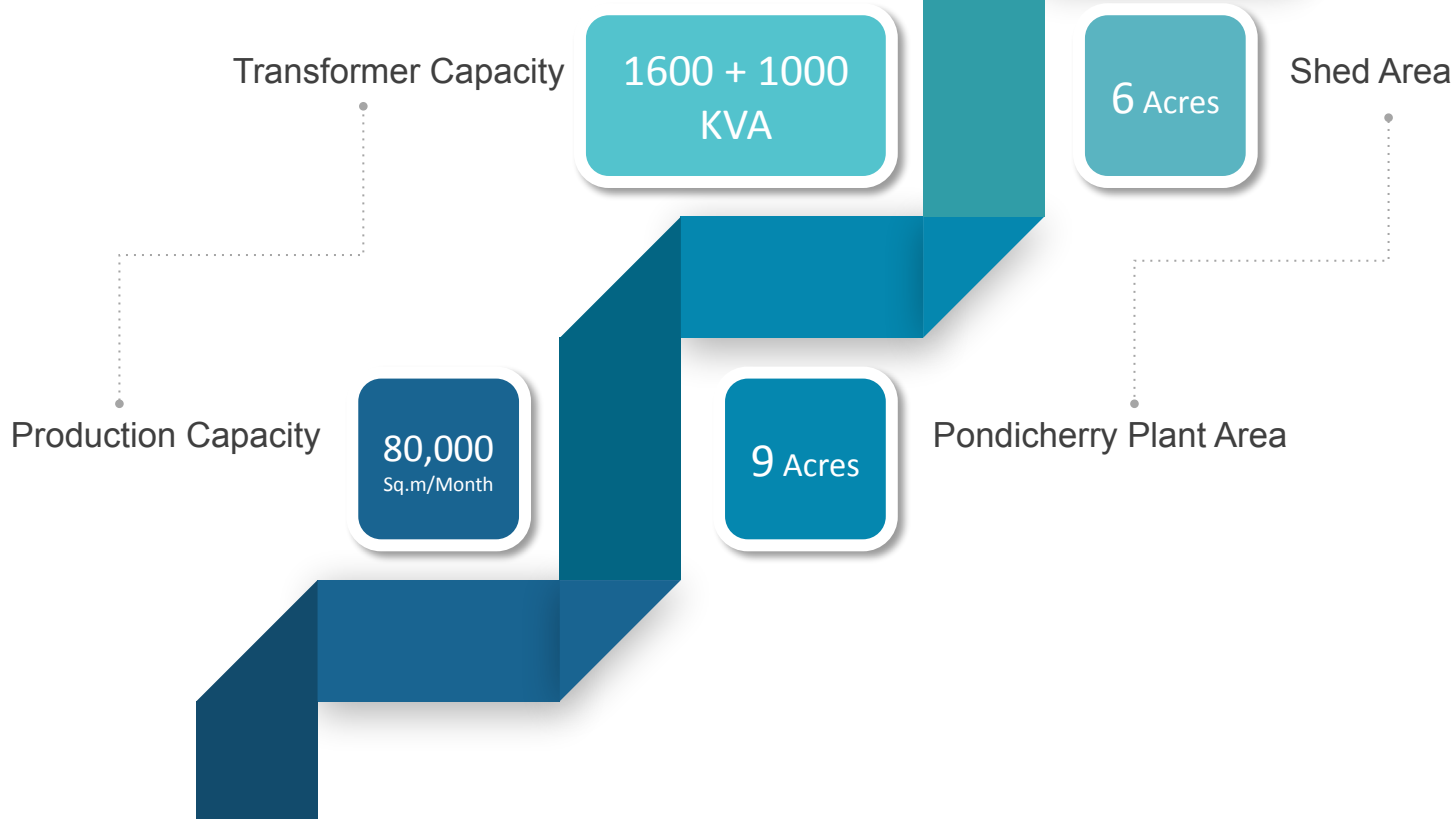 Transformer Capacity
1600 + 1000
KVA
6 Acres
Shed Area
Production Capacity
80,000
Sq.m/Month
9 Acres
Pondicherry Plant Area